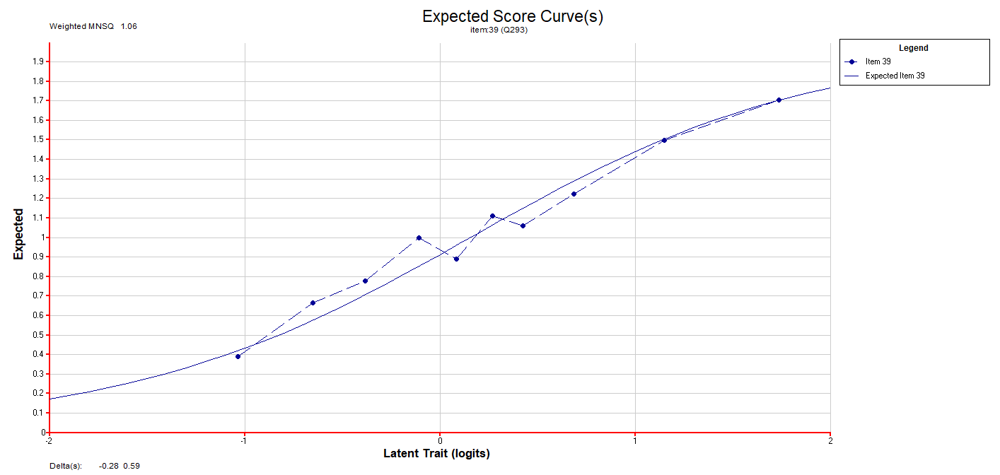 Expected Score Curve(s)
item:39 (Q293)
Weighted MNSQ 1.06
Legend
Item 39
Expected Item 39
Expected
1.9
1.8
1.7
1.6
1.5
1.4
1.3
1.2
1.1
1
0.9
0.8
0.7
0.6
0.5
0.4
0.3
0.2
0.1
0
-2 -1 0 1 2
Latent Trait (logits)
Delta(s): -0.28 0.59